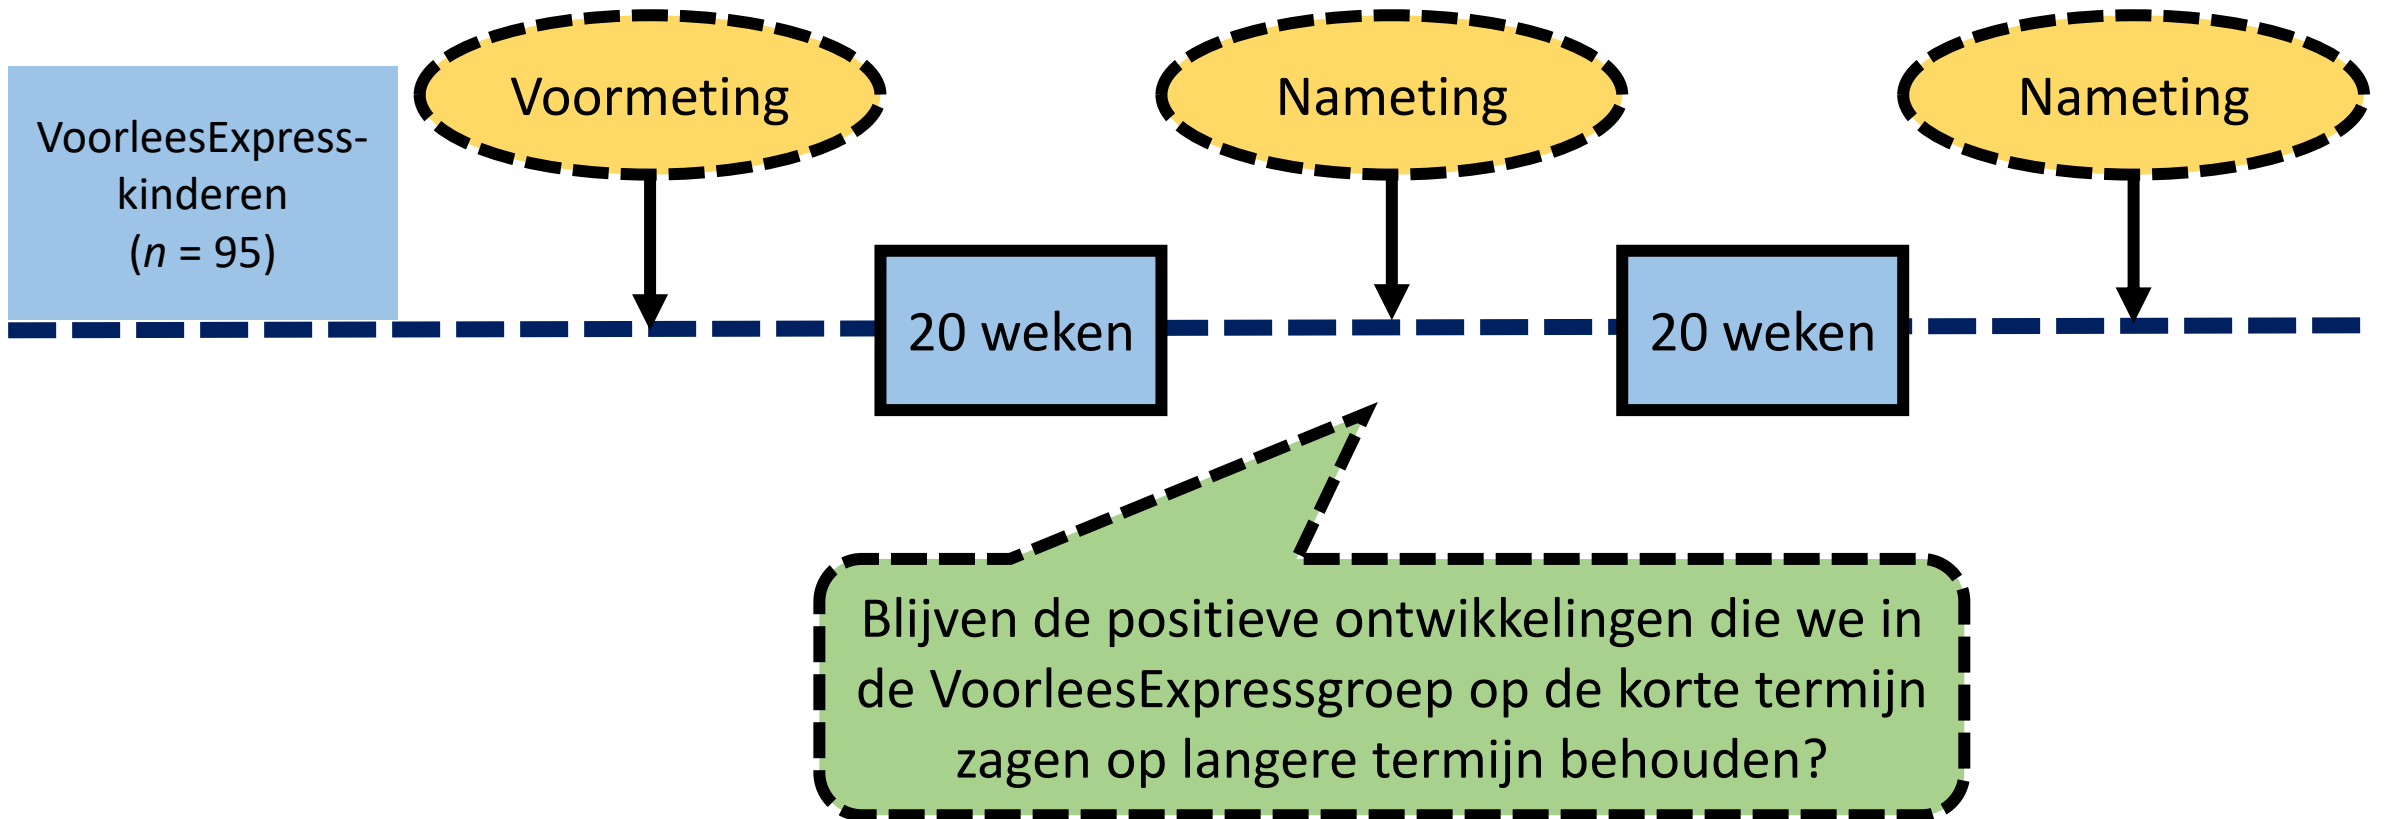 VoorleesExpress-
kinderen
(n = 95)
Voormeting
Nameting
Nameting
20 weken
20 weken
Blijven de positieve ontwikkelingen die we in
de VoorleesExpressgroep op de korte termijn
zagen op langere termijn behouden?